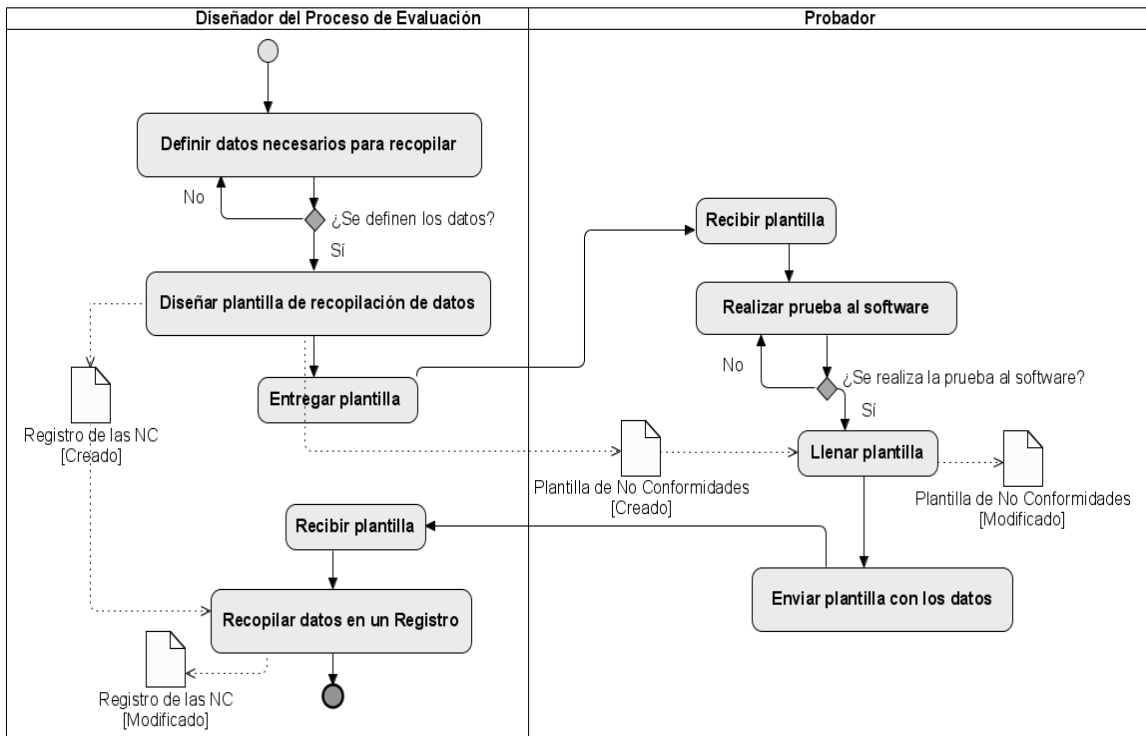 Diseñador del Proceso de Evaluación
Probador
Definir datos necesarios para recopilar
No
¿Se definen los datos?
Sí
Diseñar plantilla de recopilación de datos
Entregar plantilla
Registro de las NC
[Creado]
Recibir plantilla
Realizar prueba al software
No
¿Se realiza la prueba al software?
Sí
Llenar plantilla
Plantilla de No Conformidades
[Creado]
Plantilla de No Conformidades
[Modificado]
Enviar plantilla con los datos
Recibir plantilla
Recopilar datos en un Registro
Registro de las NC
[Modificado]